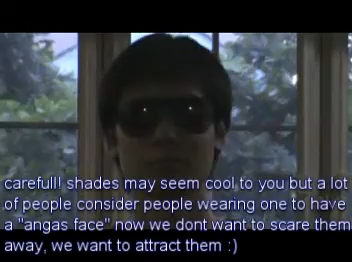 carefull! shades may seem cool to you but a lot
of people consider people wearing one to have
a "angas face" now we dont want to scare them
away, we want to attract them :)